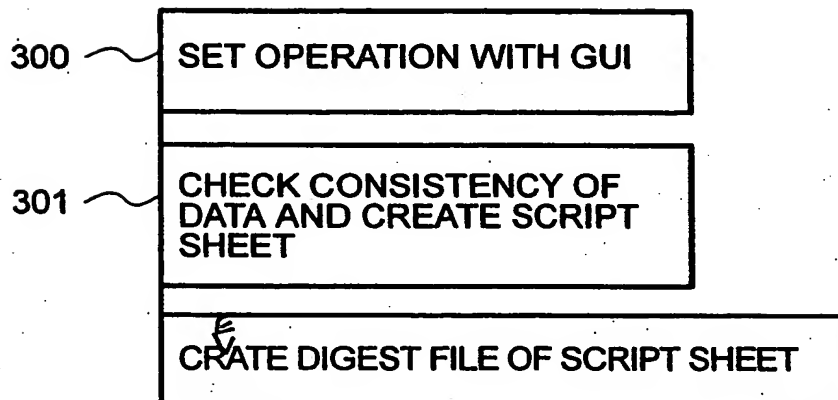 300 SET OPERATION WITH GUI
301 CHECK CONSISTENCY OF
DATA AND CREATE SCRIPT
SHEET
CRATE DIGEST FILE OF SCRIPT SHEET